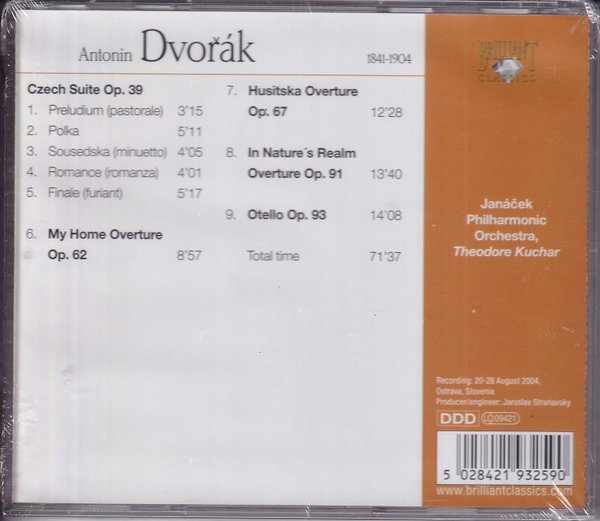 Antonin Dvořák 1841-1904
BRILLIANT
CLASSICS
Czech Suite Op. 39
1. Preludium (pastorale) 3'15
2. Polka 5'11
3. Sousedska (minuetto) 4'05
4. Romance (romanza) 4'01
5. Finale (furiant) 5'17
6. My Home Overture
Op. 62 8'57
7. Husitska Overture
Op. 67 12'28
8. In Nature´s Realm
Overture Op. 91 13'40
9. Otello Op. 93 14'08
Total time 71'37
Janáček
Philharmonic
Orchestra,
Theodore Kuchar
Recording: 20-28 August 2004,
Ostrava, Slovenia
Producer/engineer: Jaroslav Stranavsky
DDD LC 09421
5 028421 932590
www.brilliantclassics.com